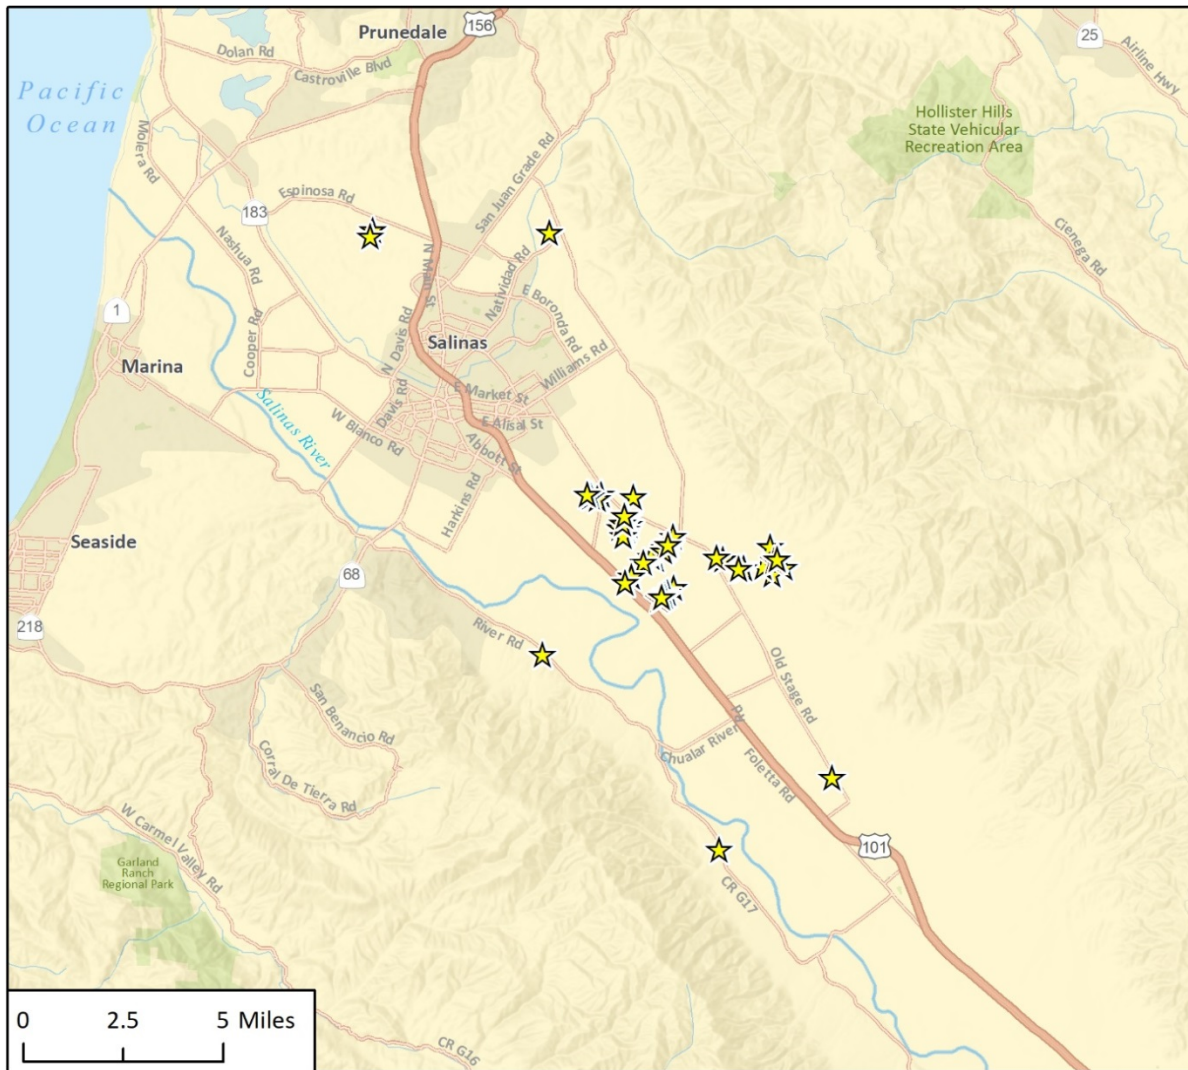 Prunedale
156
25
Dolan Rd
Castroville Blvd
Airline Hwy
Pacific
Ocean
Hollister Hills
State Vehicular
Recreation Area
Molera Rd
San Juan Grade Rd
Espinosa Rd
183
Nashua Rd
N Main St
Natividad Rd
Cienega Rd
1
E Boronda Rd
Cooper Rd
N Davis Rd
Salinas
Marina
Williams Rd
E Market St
Davis Rd
Salinas River
W Blanco Rd
E Alisal St
Abbott St
Harkins Rd
Seaside
68
218
River Rd
San Benancio Rd
Old Stage Rd
Corral De Tierra Rd
Chualar River Rd
Foletta Rd
W Carmel Valley Rd
101
Garland
Ranch
Regional Park
CR G17
0 2.5 5 Miles
CR G16